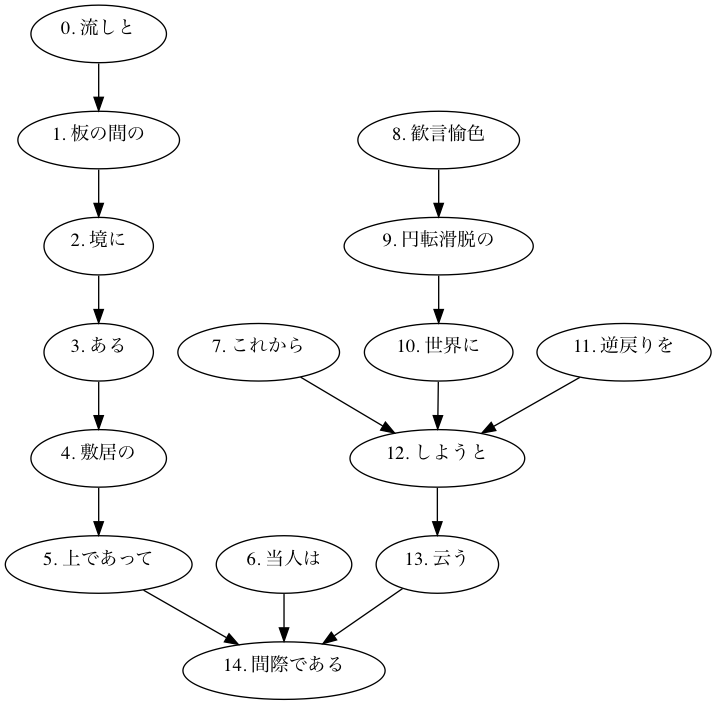 0. 流しと
1. 板の間の
8. 歓言愉色
2. 境に
9. 円転滑脱の
3. ある
7. これから
10. 世界に
11. 逆戻りを
4. 敷居の
12. しようと
5. 上であって
6. 当人は
13. 云う
14. 間際である